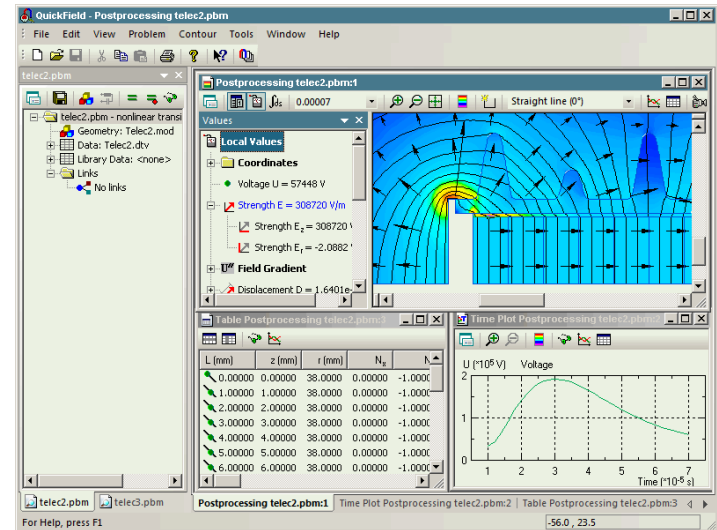 QuickField - Postprocessing telec2.pbm
File Edit View Problem Contour Tools Window Help
telec2.pbm
telec2.pbm - nonlinear transi
Geometry: Telec2.mod
Data: Telec2.dtv
Library Data: <none>
Links
No links
telec2.pbm telec3.pbm
Postprocessing telec2.pbm:1
0.00007 Straight line (0°)
Values
Local Values
Coordinates
Voltage U = 57448 V
Strength E = 308720 V/m
Strength Ez = 308720
Strength Er = -2.0882
Field Gradient
Displacement D = 1.6401e-
Table Postprocessing telec2.pbm:3
L (mm) z (mm) r (mm) Nz
0.00000 0.00000 38.0000 0.00000 -1.0000
1.00000 1.00000 38.0000 0.00000 -1.0000
2.00000 2.00000 38.0000 0.00000 -1.0000
3.00000 3.00000 38.0000 0.00000 -1.0000
4.00000 4.00000 38.0000 0.00000 -1.0000
5.00000 5.00000 38.0000 0.00000 -1.0000
6.00000 6.00000 38.0000 0.00000 -1.0000
Time Plot Postprocessing telec2.pbm:2
U (*10⁵ V) Voltage
2
1
0
1 2 3 4 5 6 7
Time (*10⁻⁵ s)
Postprocessing telec2.pbm:1 Time Plot Postprocessing telec2.pbm:2 Table Postprocessing telec2.pbm:3
For Help, press F1
-56.0 , 23.5